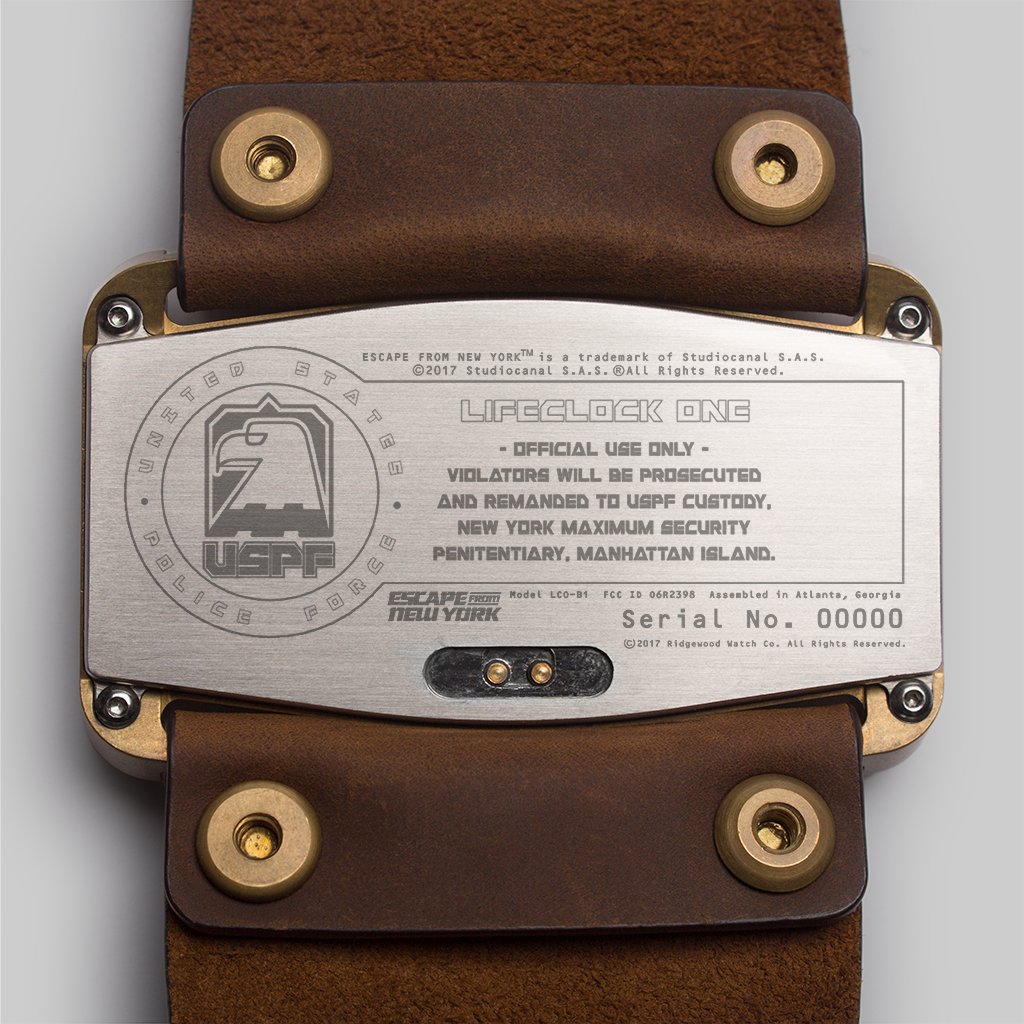 ESCAPE FROM NEW YORK™ is a trademark of Studiocanal S.A.S.
©2017 Studiocanal S.A.S. ®All Rights Reserved.
UNITED STATES
POLICE FORCE
USPF
LIFECLOCK ONE
- OFFICIAL USE ONLY -
VIOLATORS WILL BE PROSECUTED
AND REMANDED TO USPF CUSTODY,
NEW YORK MAXIMUM SECURITY
PENITENTIARY, MANHATTAN ISLAND.
ESCAPE FROM
NEW YORK
Model LCO-B1 FCC ID 06R2398 Assembled in Atlanta, Georgia
Serial No. 00000
©2017 Ridgewood Watch Co. All Rights Reserved.